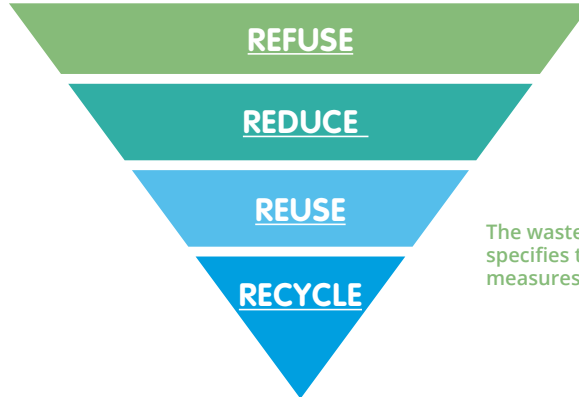 REFUSE
REDUCE
REUSE
The waste
specifies t
measures
RECYCLE